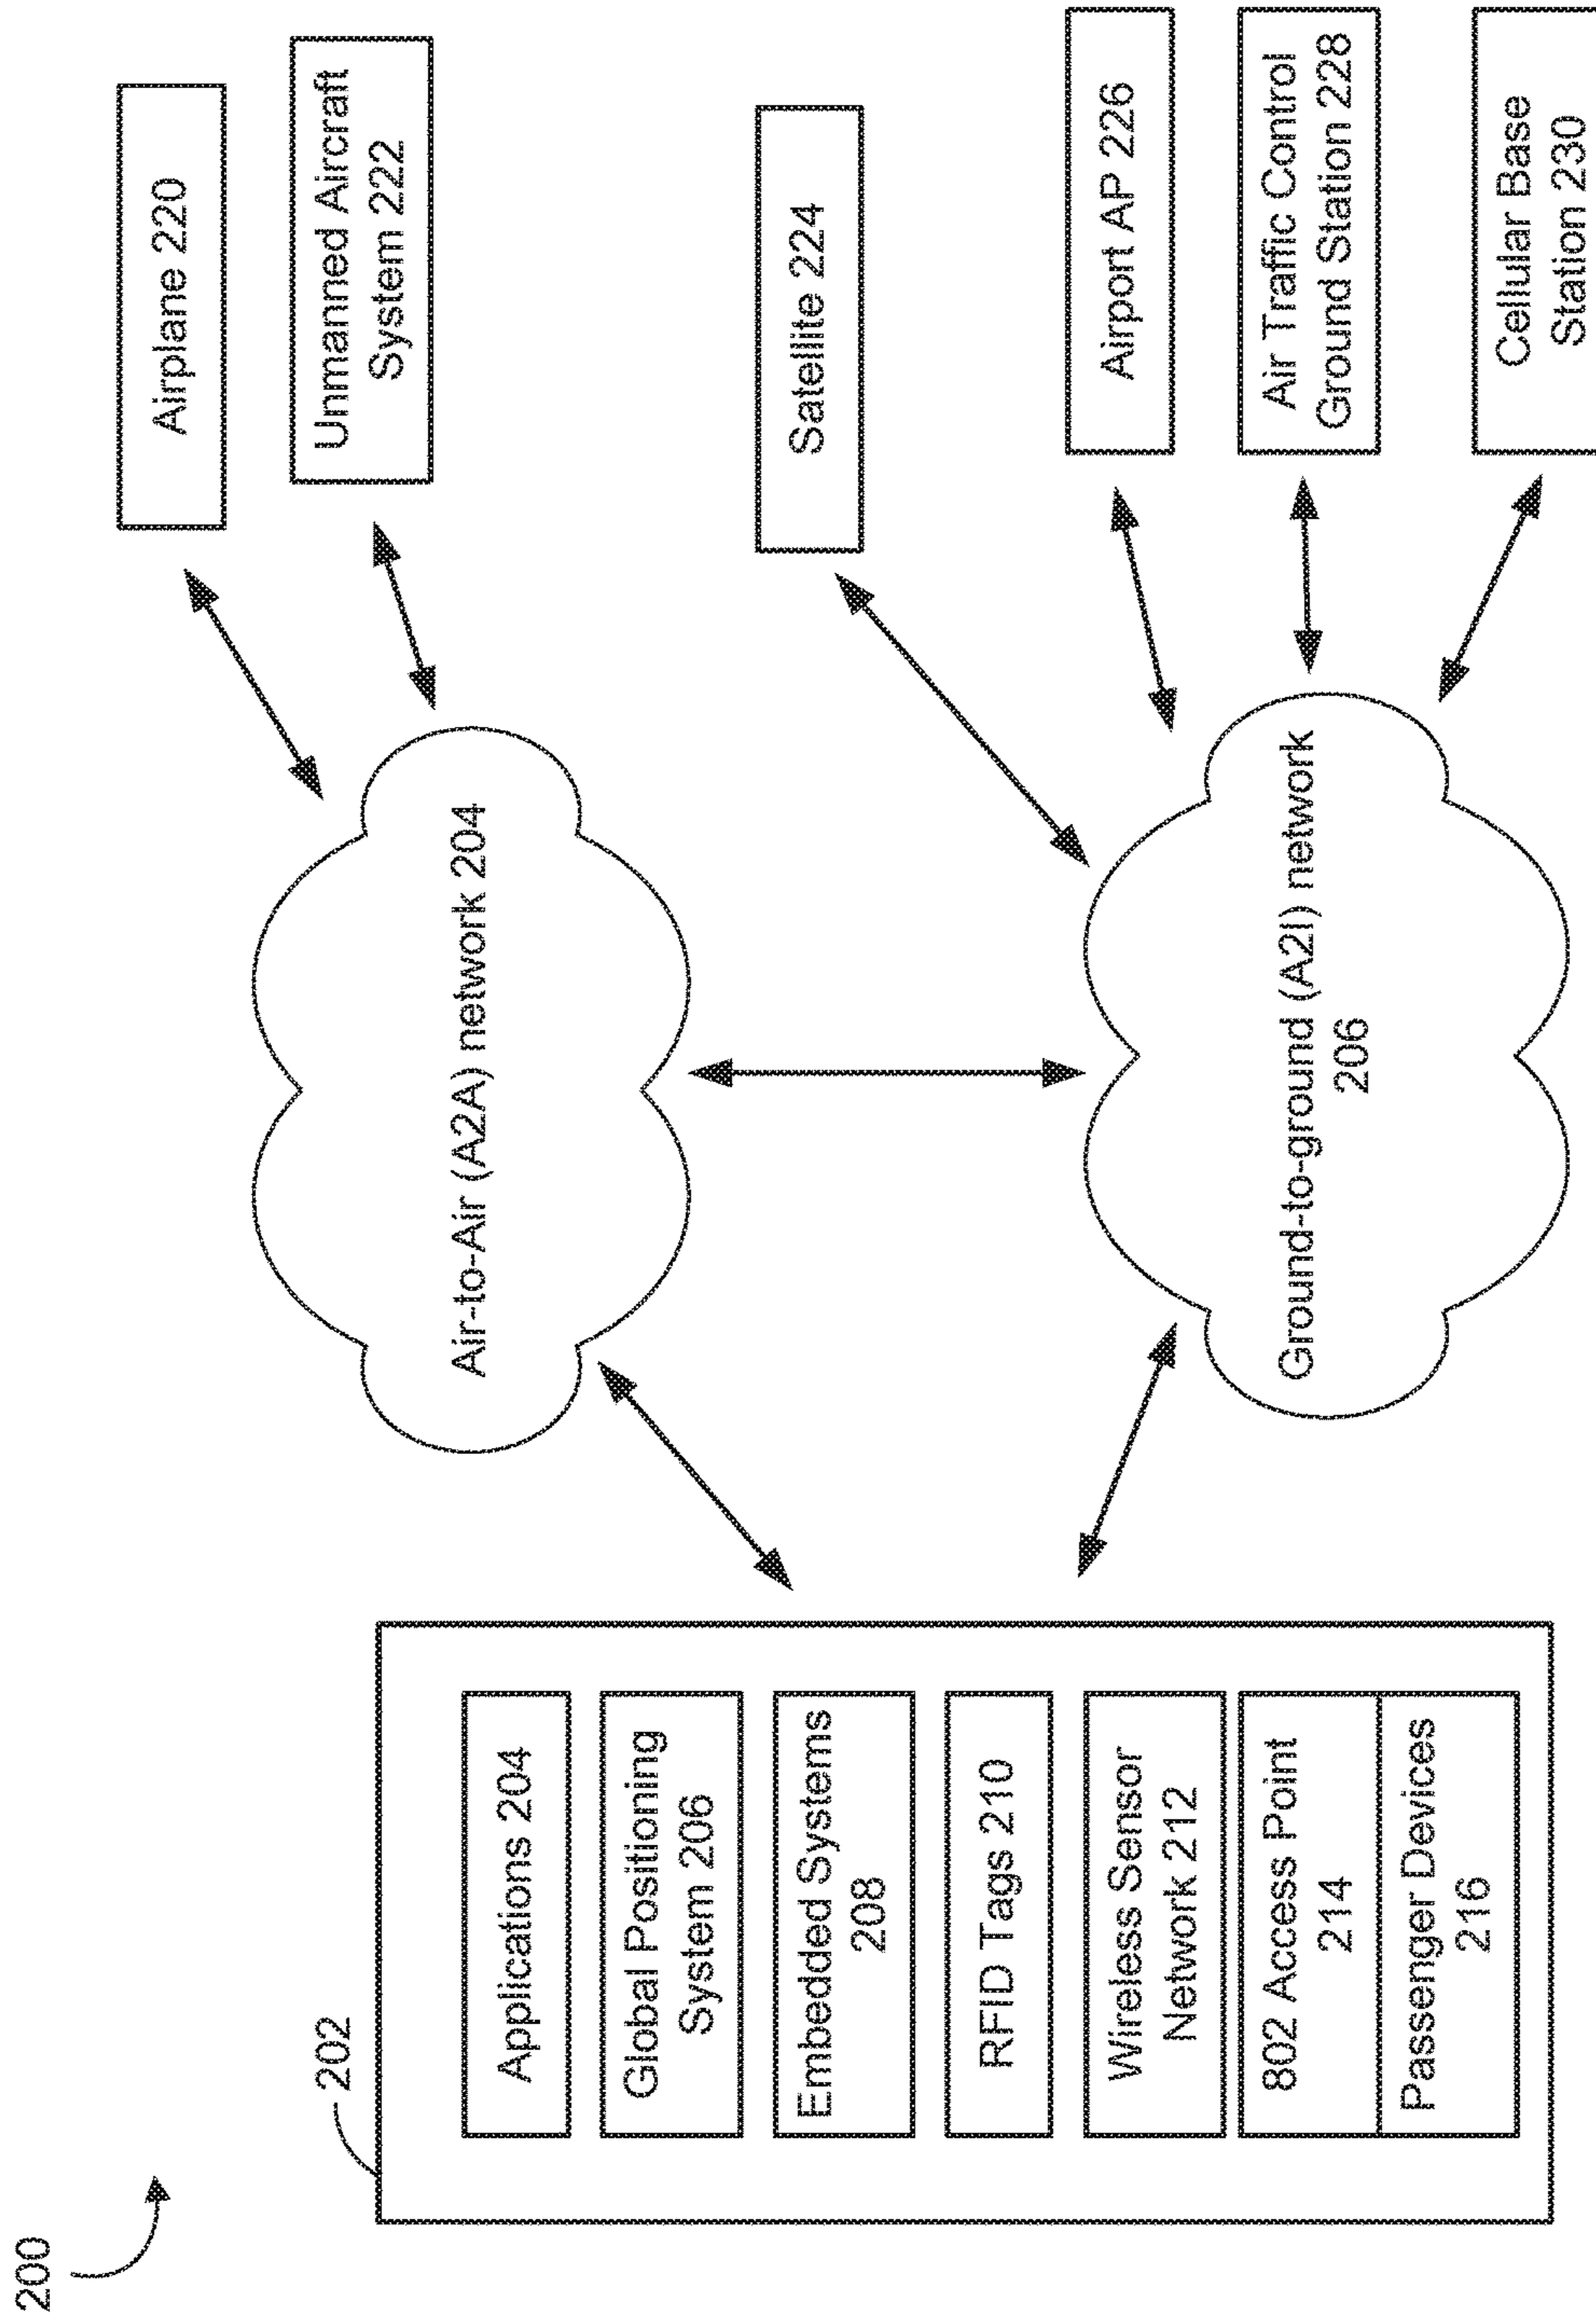 200
202
Applications 204
Global Positioning
System 206
Embedded Systems
208
RFID Tags 210
Wireless Sensor
Network 212
802 Access Point
214
Passenger Devices
216
Air-to-Air (A2A) network 204
Ground-to-ground (A2I) network
206
Airplane 220
Unmanned Aircraft
System 222
Satellite 224
Airport AP 226
Air Traffic Control
Ground Station 228
Cellular Base
Station 230